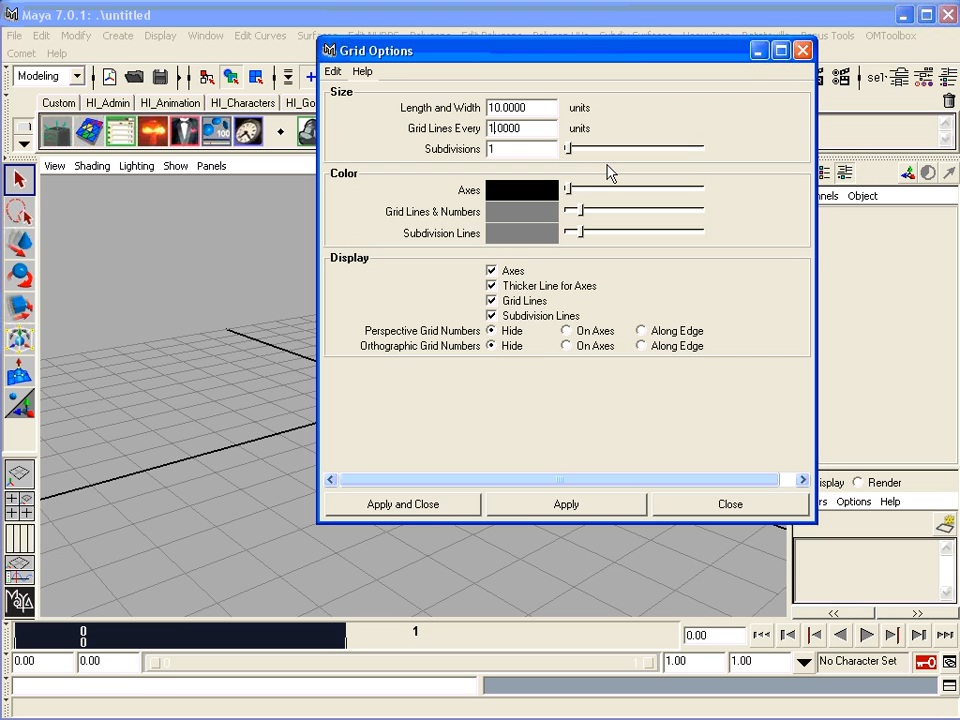 Maya 7.0.1: .\untitled
File Edit Modify Create Display Window Edit Curves
OMToolbox
Comet Help
Grid Options
Edit Help
Modeling
sel
Custom HI_Admin HI_Animation HI_Characters HI_Go
100
View Shading Lighting Show Panels
Size
Length and Width 10.0000 units
Grid Lines Every 1.0000 units
Subdivisions 1
Color
Axes
Grid Lines & Numbers
Subdivision Lines
Display
Axes
Thicker Line for Axes
Grid Lines
Subdivision Lines
Perspective Grid Numbers Hide On Axes Along Edge
Orthographic Grid Numbers Hide On Axes Along Edge
Apply and Close Apply Close
nnels Object
isplay Render
rs Options Help
<< >>
0
0
1
0.00
0.00 0.00 0 1 1.00 1.00 No Character Set